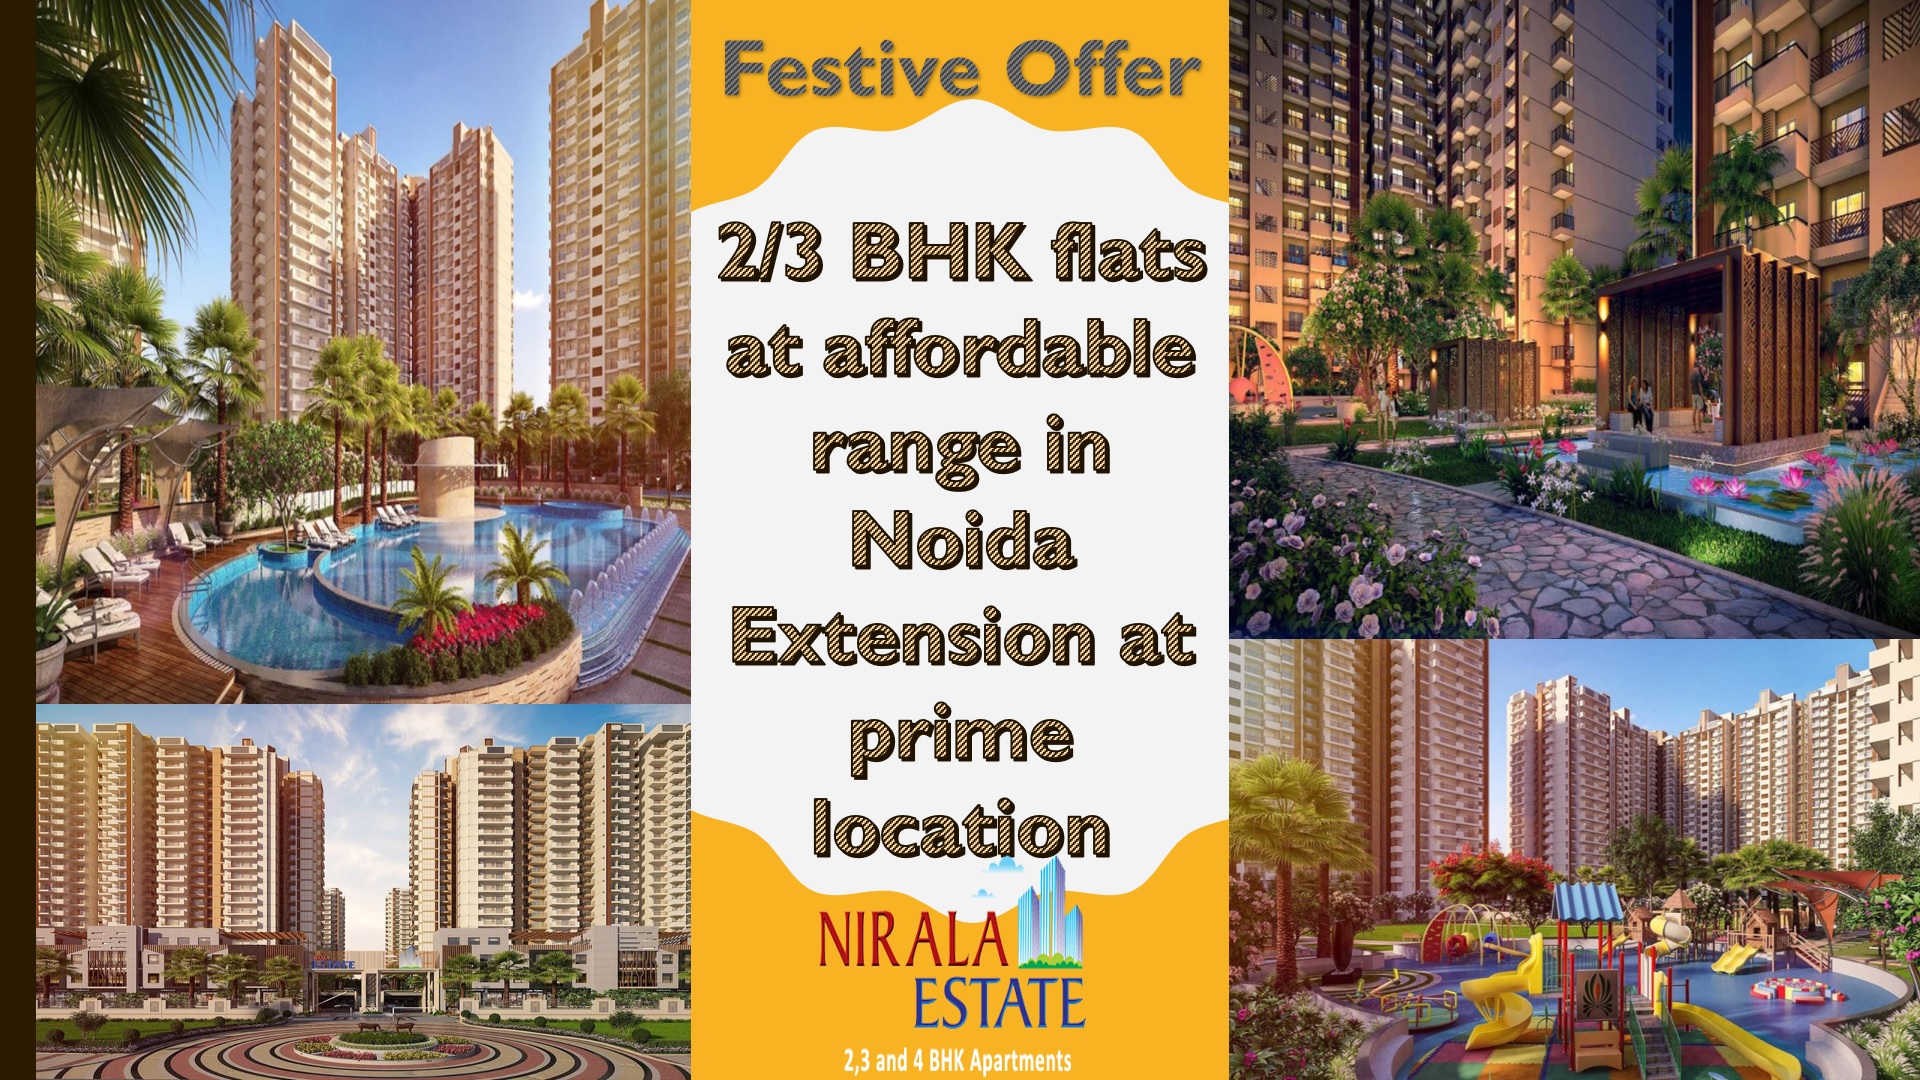 Festive Offer
2/3 BHK flats
at affordable
range in
Noida
Extension at
prime
location
NIRALA
ESTATE
2,3 and 4 BHK Apartments
ESTATE